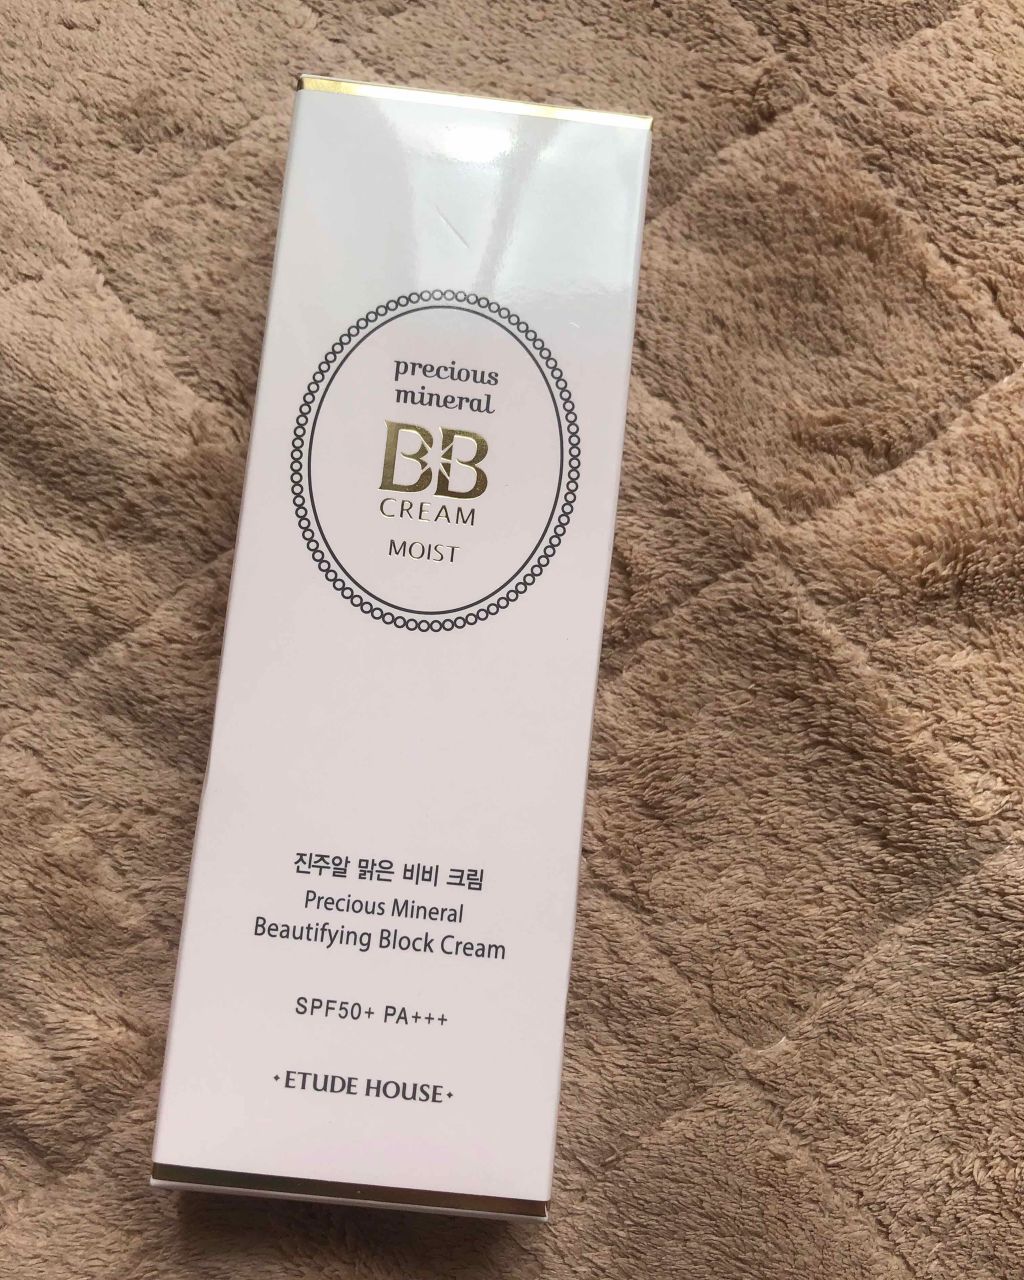 precious
mineral
BB
CREAM
MOIST
진주알 맑은 비비 크림
Precious Mineral
Beautifying Block Cream
SPF50+ PA+++
ETUDE HOUSE